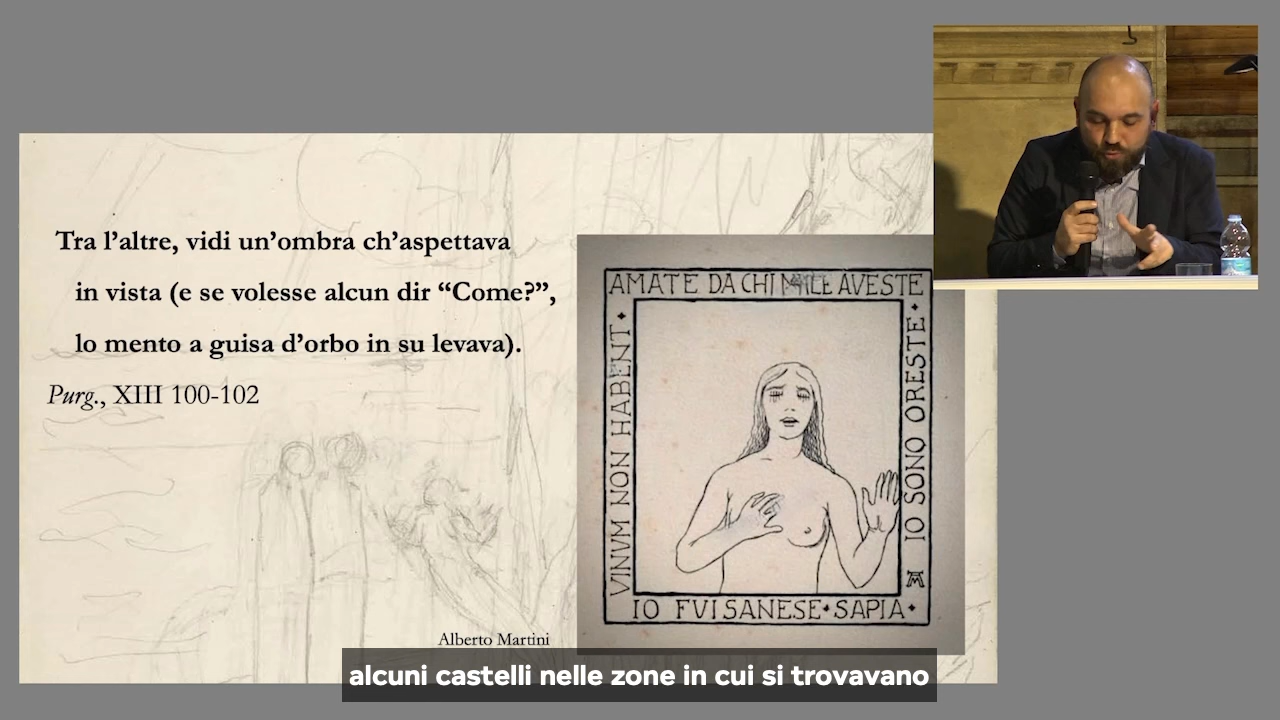 Tra l’altre, vidi un’ombra ch’aspettava
in vista (e se volesse alcun dir “Come?”,
lo mento a guisa d’orbo in su levava).
Purg., XIII 100-102
AMATE DA CHI MALE AVESTE
VINVM NON HABENT
IO SONO ORESTE
IO FVI SANESE SAPIA
Alberto Martini
alcuni castelli nelle zone in cui si trovavano